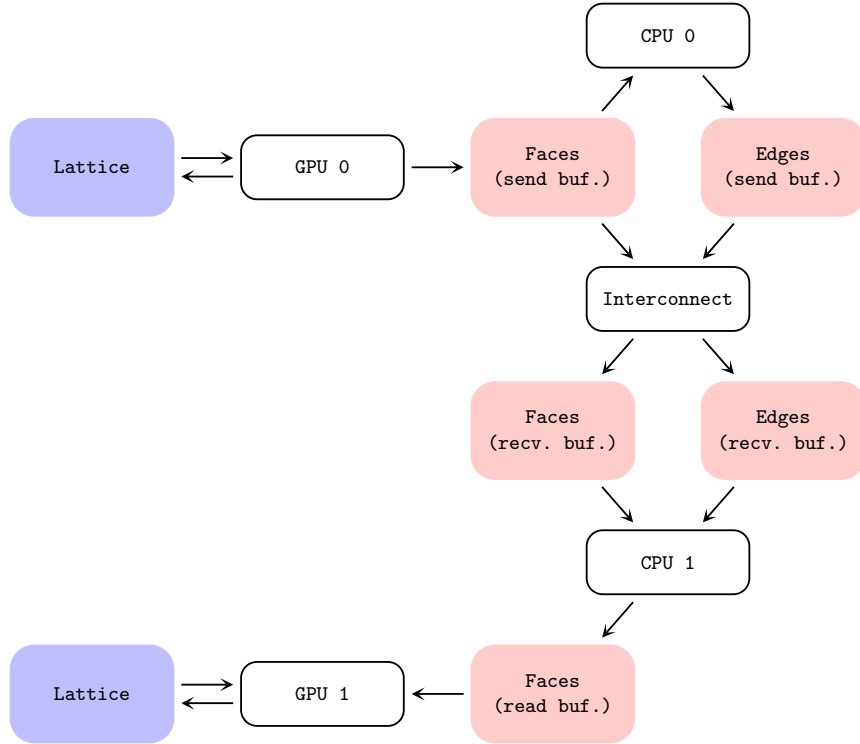 CPU 0
Lattice
GPU 0
Faces
(send buf.)
Edges
(send buf.)
Interconnect
Faces
(recv. buf.)
Edges
(recv. buf.)
CPU 1
Lattice
GPU 1
Faces
(read buf.)